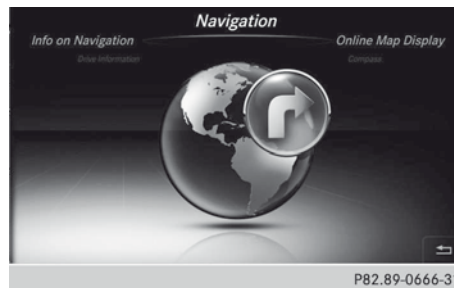 Navigation
Info on Navigation
Online Map Display
Drive Information
Compass
P82.89-0666-3